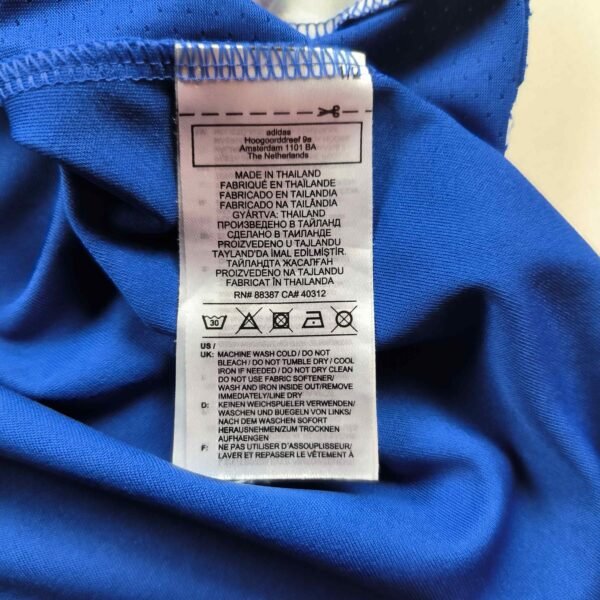 adidas
Hoogoorddreef 9a
Amsterdam 1101 BA
The Netherlands
MADE IN THAILAND
FABRIQUÉ EN THAÏLANDE
FABRICADO EN TAILANDIA
FABRICADO NA TAILÂNDIA
GYÁRTVA: THAILAND
ПРОИЗВЕДЕНО В ТАЙЛАНД
СДЕЛАНО В ТАИЛАНДЕ
PROIZVEDENO U TAJLANDU
TAYLAND'DA İMAL EDİLMİŞTİR.
ТАЙЛАНДТА ЖАСАЛҒАН
PROIZVEDENO NA TAJLANDU
FABRICAT ÎN THAILANDA
RN# 88387 CA# 40312
30
US /
UK: MACHINE WASH COLD / DO NOT
BLEACH / DO NOT TUMBLE DRY / COOL
IRON IF NEEDED / DO NOT DRY CLEAN
DO NOT USE FABRIC SOFTENER/
WASH AND IRON INSIDE OUT/REMOVE
IMMEDIATELY/LINE DRY
D: KEINEN WEICHSPUELER VERWENDEN/
WASCHEN UND BUEGELN VON LINKS/
NACH DEM WASCHEN SOFORT
HERAUSNEHMEN/ZUM TROCKNEN
AUFHAENGEN
F: NE PAS UTILISER D'ASSOUPLISSEUR/
LAVER ET REPASSER LE VÊTEMENT À